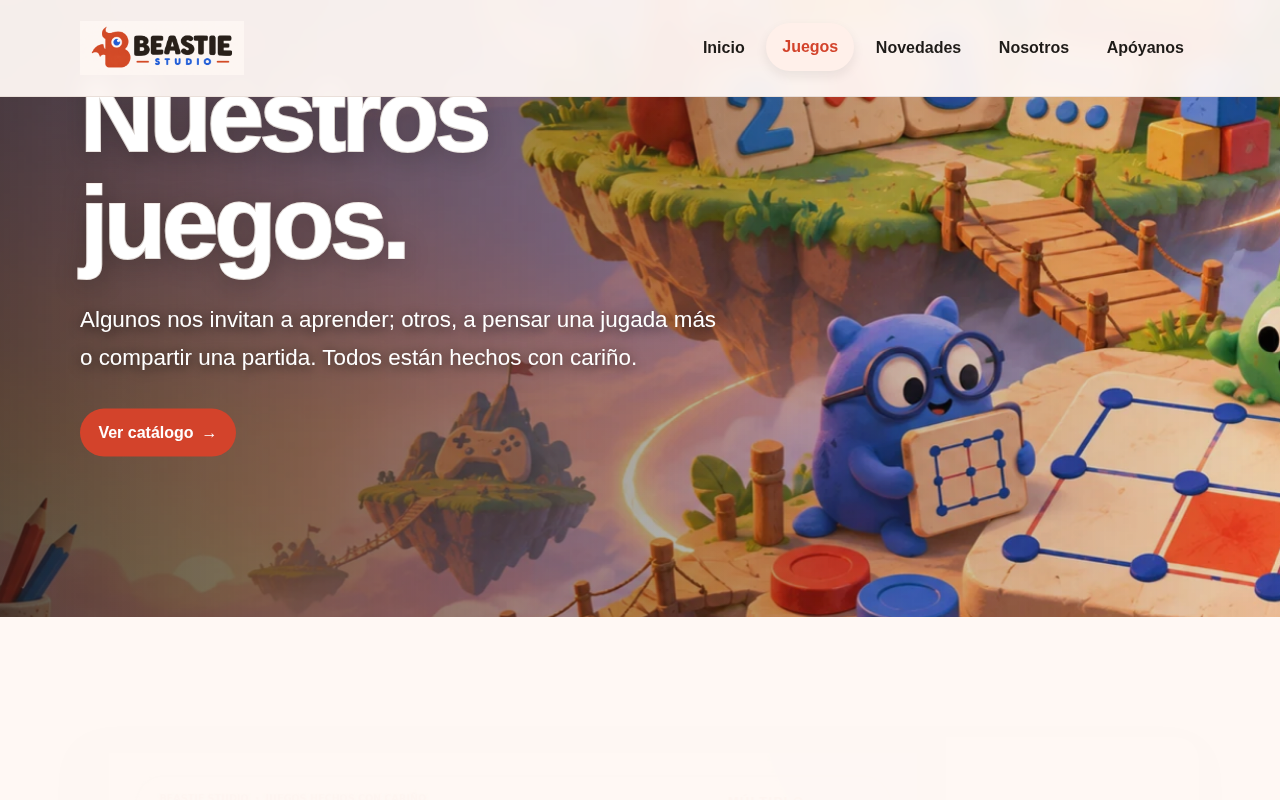 BEASTIE
STUDIO
Inicio
Juegos
Novedades
Nosotros
Apóyanos
Nuestros
juegos.
2
Algunos nos invitan a aprender; otros, a pensar una jugada más
o compartir una partida. Todos están hechos con cariño.
Ver catálogo →